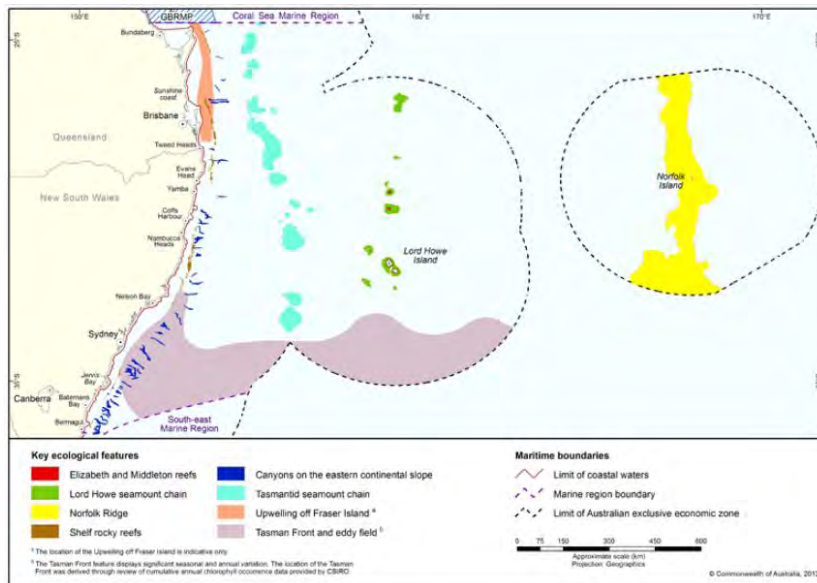 GBRMP
Coral Sea Marine Region
160°E
170°E
25°S
Bundaberg
Sunshine
coast
Brisbane
Queensland
Tweed Heads
Evans
Head
New South Wales
Yamba
Norfolk
Island
Coffs
Harbour
Nambucca
Heads
Lord Howe
Island
Nelson Bay
Sydney
Jervis
Bay
35°S
Canberra
Batemans
Bay
Bermagui
150°E
South-east
Marine Region
Key ecological features
Elizabeth and Middleton reefs
Lord Howe seamount chain
Norfolk Ridge
Shelf rocky reefs
Canyons on the eastern continental slope
Tasmantid seamount chain
Upwelling off Fraser Island a
Tasman Front and eddy field b
Maritime boundaries
Limit of coastal waters
Marine region boundary
Limit of Australian exclusive economic zone
0 75 150 300 450 600
Approximate scale (km)
Projection: Geographics
a The location of the Upwelling off Fraser Island is indicative only
b The Tasman Front feature displays significant seasonal and annual variation. The location of the Tasman
Front was derived through review of cumulative annual chlorophyll occurrence data provided by CSIRO
© Commonwealth of Australia, 2012